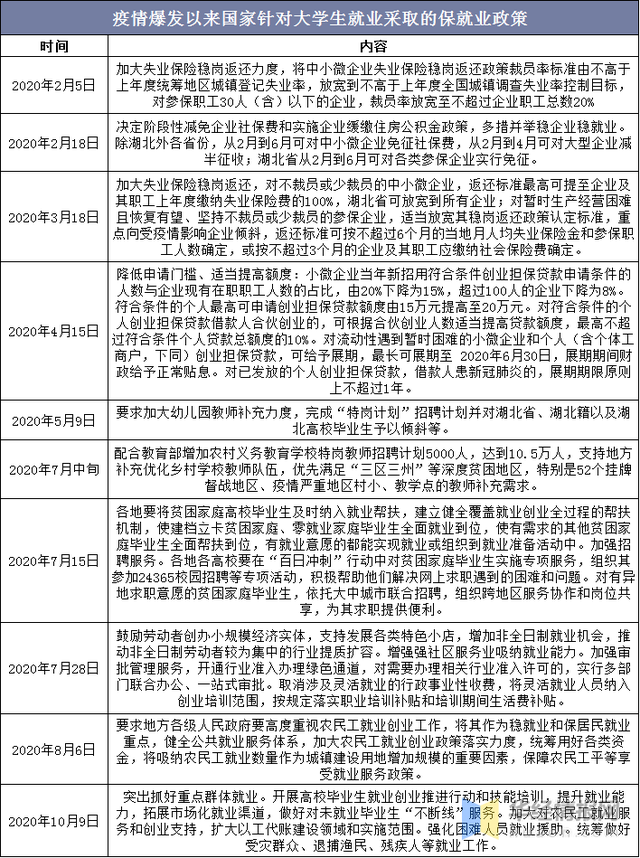 疫情爆发以来国家针对大学生就业采取的保就业政策
时间
内容
2020年2月5日
加大失业保险稳岗返还力度，将中小微企业失业保险稳岗返还政策裁员率标准由不高于
上年度统筹地区城镇登记失业率，放宽到不高于上年度全国城镇调查失业率控制目标，
对参保职工30人（含）以下的企业，裁员率放宽至不超过企业职工总数20%
2020年2月18日
决定阶段性减免企业社保费和实施企业缓缴住房公积金政策，多措并举稳企业稳就业。
除湖北外各省份，从2月到6月可对中小微企业免征社保费，从2月到4月可对大型企业减
半征收；湖北省从2月到6月可对各类参保企业实行免征。
2020年3月18日
加大失业保险稳岗返还，对不裁员或少裁员的中小微企业，返还标准最高可提至企业及
其职工上年度缴纳失业保险费的100%，湖北省可放宽到所有企业；对暂时生产经营困难
且恢复有望、坚持不裁员或少裁员的参保企业，适当放宽其稳岗返还政策认定标准，重
点向受疫情影响企业倾斜，返还标准可按不超过6个月的当地月人均失业保险金和参保职
工人数确定，或按不超过3个月的企业及其职工应缴纳社会保险费确定。
2020年4月15日
降低申请门槛、适当提高额度：小微企业当年新招用符合条件创业担保贷款申请条件的
人数与企业现有在职职工人数的占比，由20%下降为15%，超过100人的企业下降为8%。
符合条件的个人最高可申请创业担保贷款额度由15万元提高至20万元。对符合条件的个
人创业担保贷款借款人合伙创业的，可根据合伙创业人数适当提高贷款额度，最高不超
过符合条件个人贷款总额度的10%。对流动性遇到暂时困难的小微企业和个人（含个体工
商户，下同）创业担保贷款，可给予展期，最长可展期至 2020年6月30日，展期期间财
政给予正常贴息。对已发放的个人创业担保贷款，借款人患新冠肺炎的，展期期限原则
上不超过1年。
2020年5月9日
要求加大幼儿园教师补充力度，完成“特岗计划”招聘计划并对湖北省、湖北籍以及湖
北高校毕业生予以倾斜等。
2020年7月中旬
配合教育部增加农村义务教育学校特岗教师招聘计划5000人，达到10.5万人，支持地方
补充优化乡村学校教师队伍，优先满足“三区三州”等深度贫困地区，特别是52个挂牌
督战地区、疫情严重地区村小、教学点的教师补充需求。
2020年7月15日
各地要将贫困家庭高校毕业生及时纳入就业帮扶，建立健全覆盖就业创业全过程的帮扶
机制，使建档立卡贫困家庭、零就业家庭毕业生全面就业到位，使有需求的其他贫困家
庭毕业生全面帮扶到位，有就业意愿的都能实现就业或组织到就业准备活动中。加强招
聘服务。各地各高校要在“百日冲刺”行动中对贫困家庭毕业生实施专项服务，组织其
参加24365校园招聘等专项活动，积极帮助他们解决网上求职遇到的困难和问题。对有异
地求职意愿的贫困家庭毕业生，依托大中城市联合招聘，组织跨地区服务协作和岗位共
享，为其求职提供便利。
2020年7月28日
鼓励劳动者创办小规模经济实体，支持发展各类特色小店，增加非全日制就业机会，推
动非全日制劳动者较为集中的行业提质扩容。增强强社区服务业吸纳就业能力。加强审
批管理服务，开通行业准入办理绿色通道，对需要办理相关行业准入许可的，实行多部
门联合办公、一站式审批。取消涉及灵活就业的行政事业性收费，将灵活就业人员纳入
创业培训范围，按规定落实职业培训补贴和培训期间生活费补贴。
2020年8月6日
要求地方各级人民政府要高度重视农民工就业创业工作，将其作为稳就业和保居民就业
重点，健全公共就业服务体系，加大农民工就业创业政策落实力度，统筹用好各类资
金，将吸纳农民工就业数量作为城镇建设用地增加规模的重要因素，保障农民工平等享
受就业服务政策。
2020年10月9日
突出抓好重点群体就业。开展高校毕业生就业创业推进行动和技能培训，提升就业能
力，拓展市场化就业渠道，做好对未就业毕业生“不断线”服务。加大农民工就业服
务和创业支持，扩大以工代赈建设领域和实施范围。强化困难人员就业援助。统筹做好
受灾群众、退捕渔民、残疾人等就业工作。